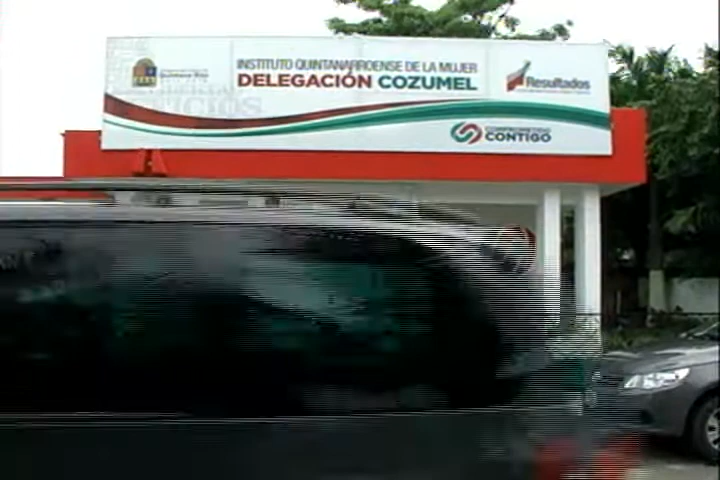 INSTITUTO QUINTANARROENSE DE LA MUJER
DELEGACIÓN COZUMEL
Resultados
CONTIGO